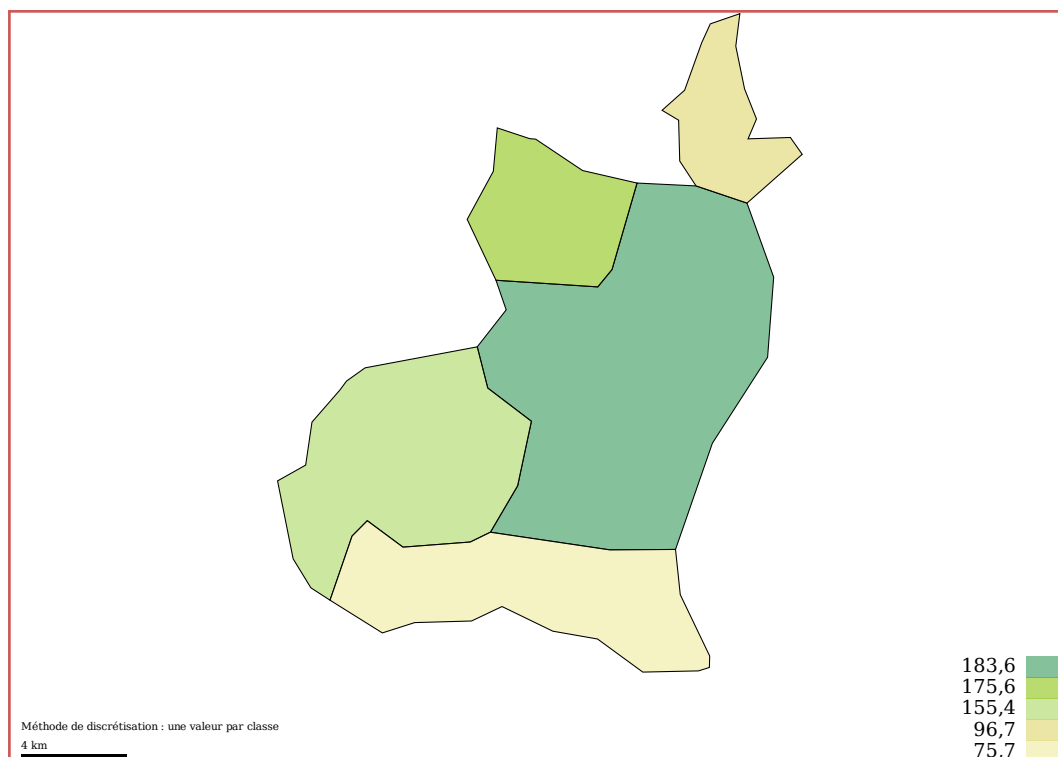 183,6
175,6
155,4
96,7
75,7
Méthode de discrétisation : une valeur par classe
4 km